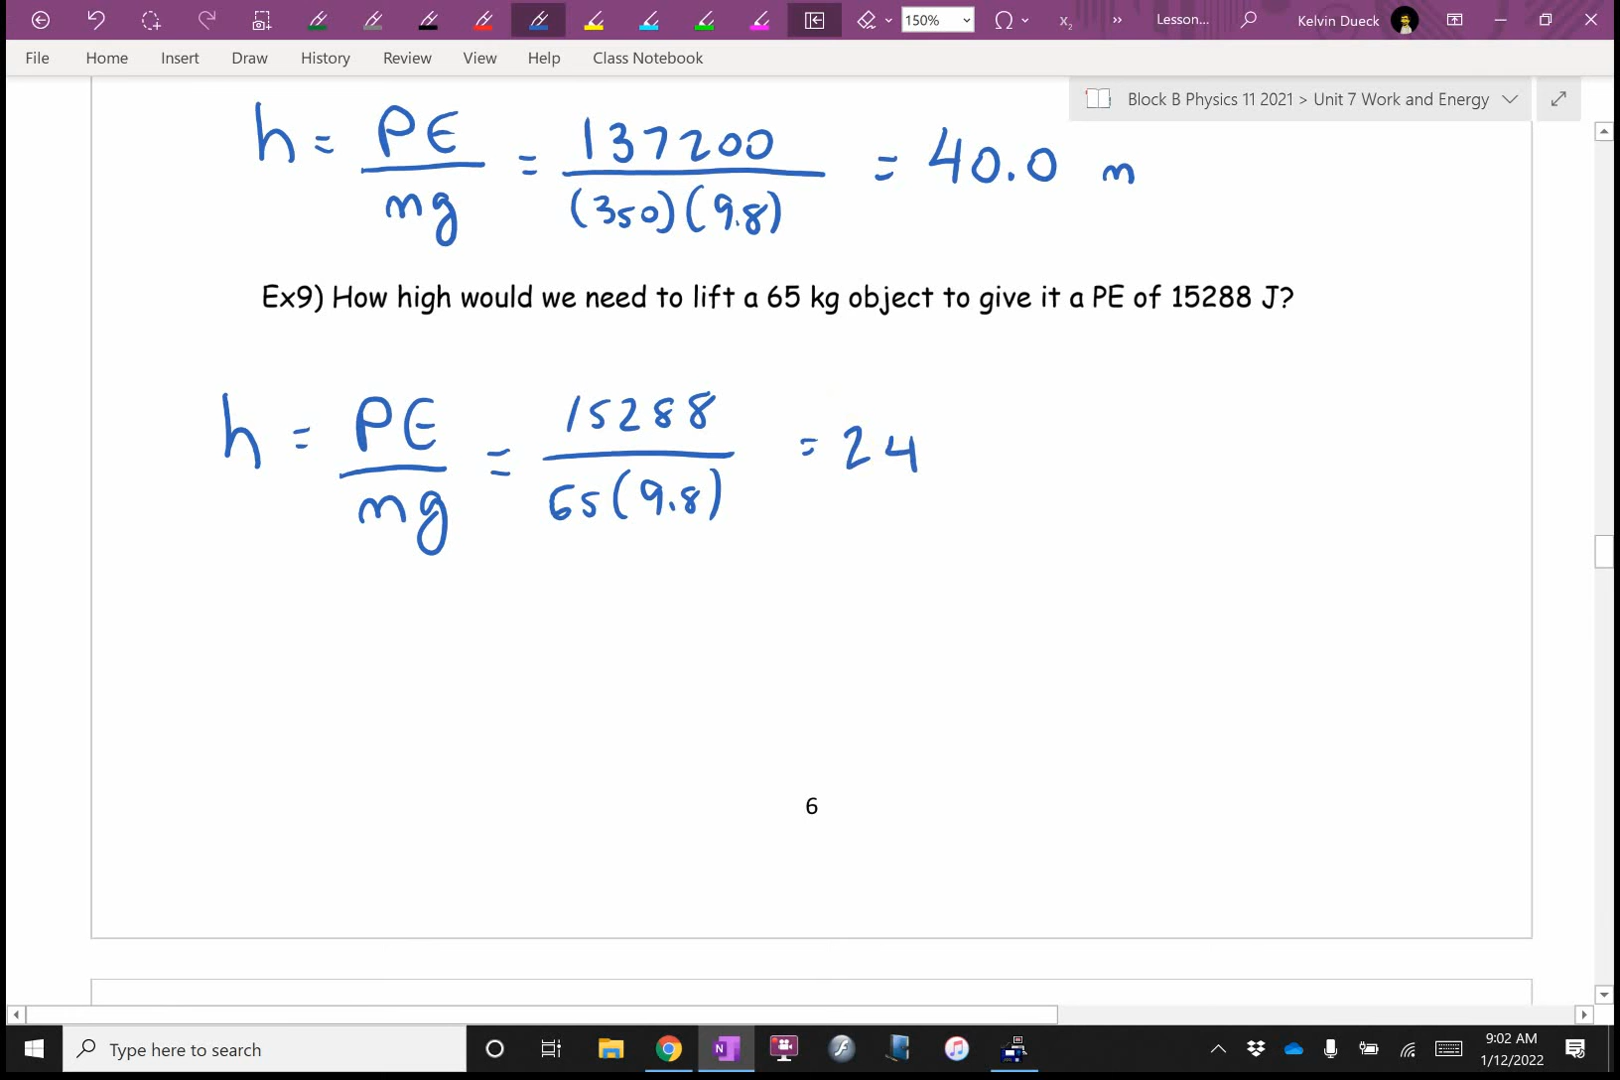 150% Ω x₂ » Lesson... Kelvin Dueck
File Home Insert Draw History Review View Help Class Notebook
Block B Physics 11 2021 > Unit 7 Work and Energy
h = PE/mg = 137200/(350)(9.8) = 40.0 m
Ex9) How high would we need to lift a 65 kg object to give it a PE of 15288 J?
h = PE/mg = 15288/65(9.8) = 24
6
Type here to search
9:02 AM
1/12/2022